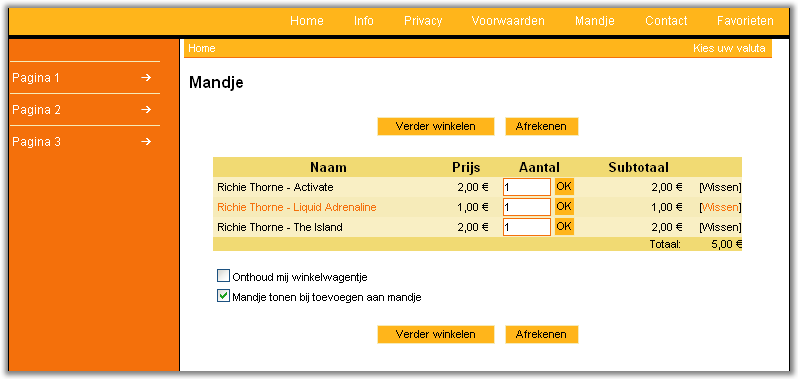 Home Info Privacy Voorwaarden Mandje Contact Favorieten
Home Kies uw valuta
Pagina 1
Pagina 2
Pagina 3
Mandje
Verder winkelen Afrekenen
Naam Prijs Aantal Subtotaal
Richie Thorne - Activate 2,00 € 1 OK 2,00 € [Wissen]
Richie Thorne - Liquid Adrenaline 1,00 € 1 OK 1,00 € [Wissen]
Richie Thorne - The Island 2,00 € 1 OK 2,00 € [Wissen]
Totaal: 5,00 €
Onthoud mij winkelwagentje
Mandje tonen bij toevoegen aan mandje
Verder winkelen Afrekenen